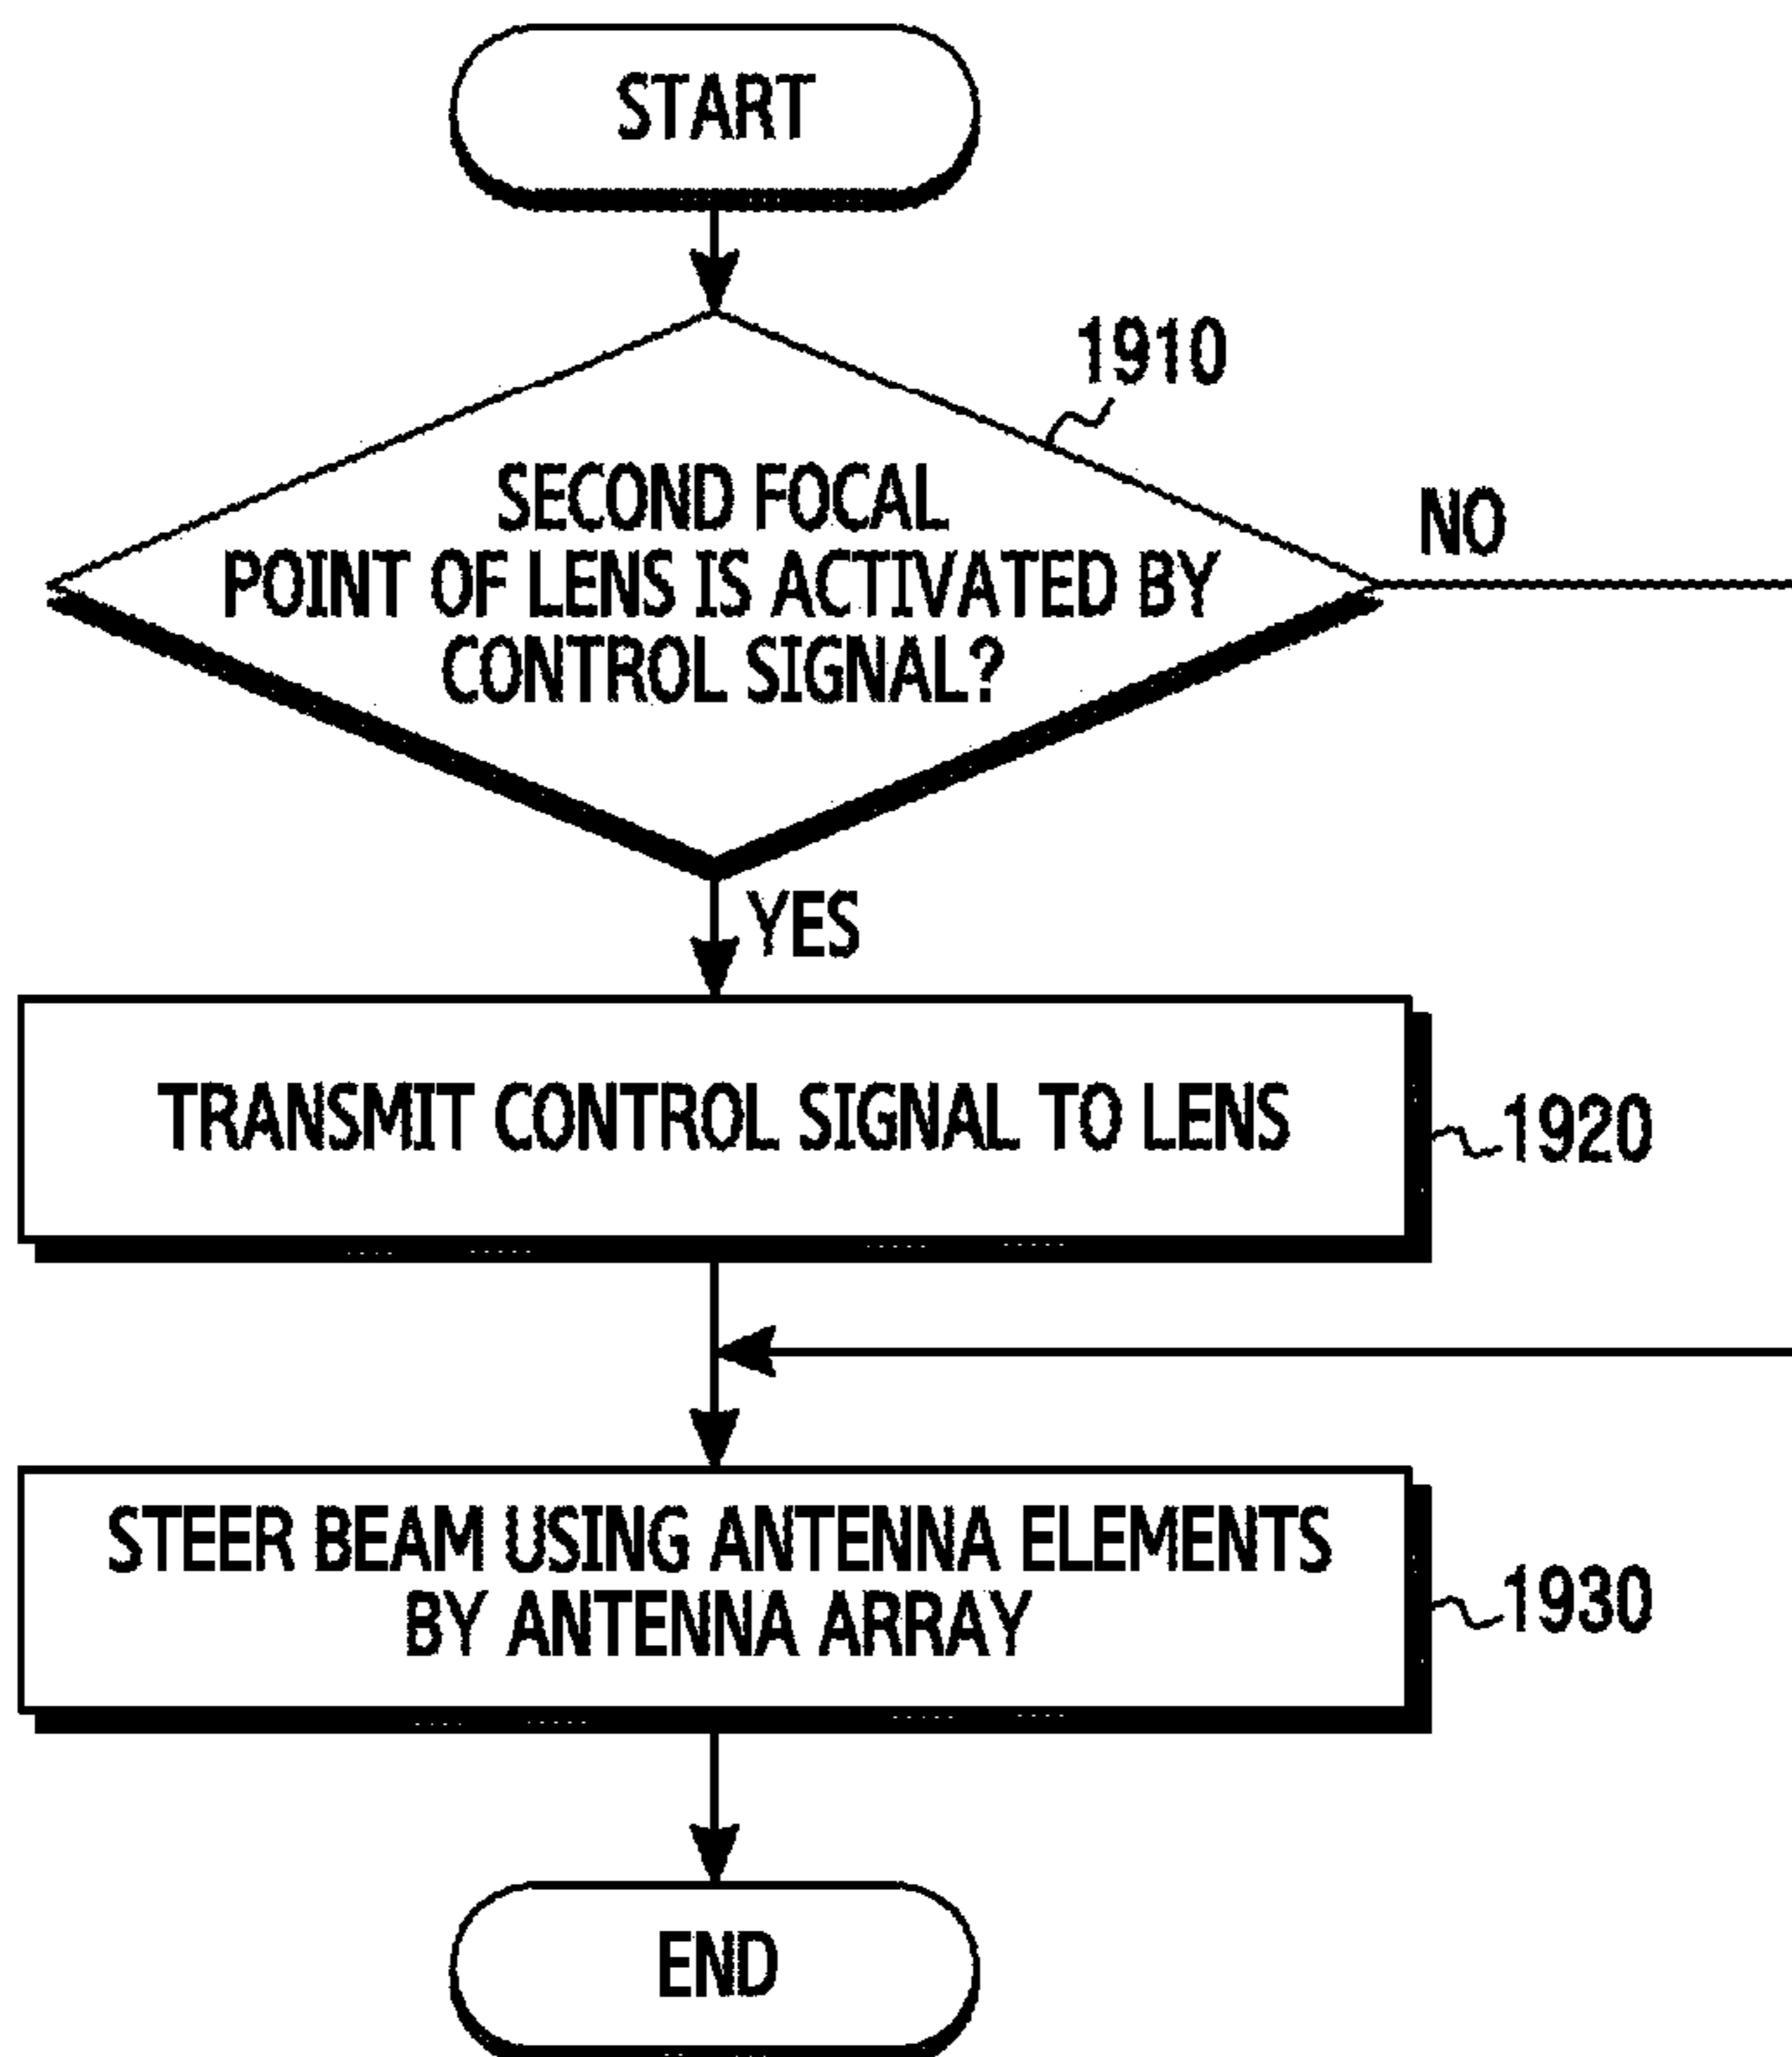 START
1910
SECOND FOCAL
POINT OF LENS IS ACTIVATED BY
CONTROL SIGNAL?
NO
YES
TRANSMIT CONTROL SIGNAL TO LENS
1920
STEER BEAM USING ANTENNA ELEMENTS
BY ANTENNA ARRAY
1930
END